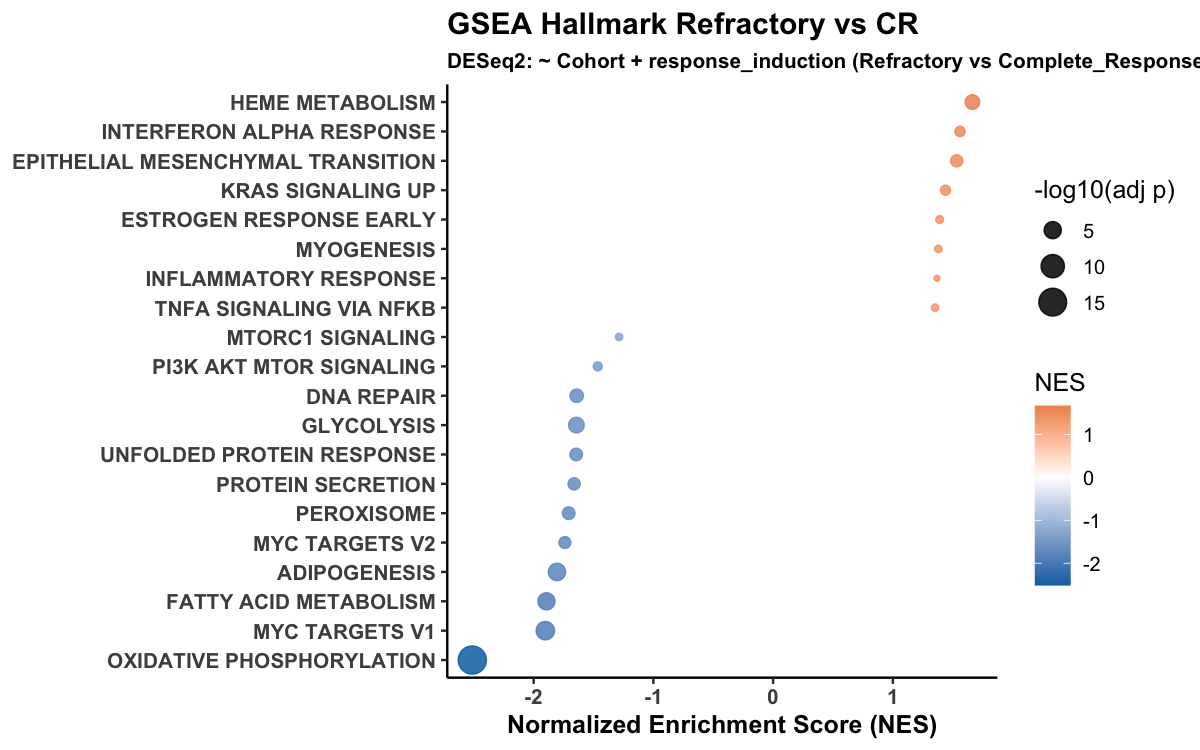 GSEA Hallmark Refractory vs CR
DESeq2: ~ Cohort + response_induction (Refractory vs Complete_Response
HEME METABOLISM
INTERFERON ALPHA RESPONSE
EPITHELIAL MESENCHYMAL TRANSITION
KRAS SIGNALING UP
ESTROGEN RESPONSE EARLY
MYOGENESIS
INFLAMMATORY RESPONSE
TNFA SIGNALING VIA NFKB
MTORC1 SIGNALING
PI3K AKT MTOR SIGNALING
DNA REPAIR
GLYCOLYSIS
UNFOLDED PROTEIN RESPONSE
PROTEIN SECRETION
PEROXISOME
MYC TARGETS V2
ADIPOGENESIS
FATTY ACID METABOLISM
MYC TARGETS V1
OXIDATIVE PHOSPHORYLATION
-2 -1 0 1
Normalized Enrichment Score (NES)
-log10(adj p)
5
10
15
NES
1
0
-1
-2